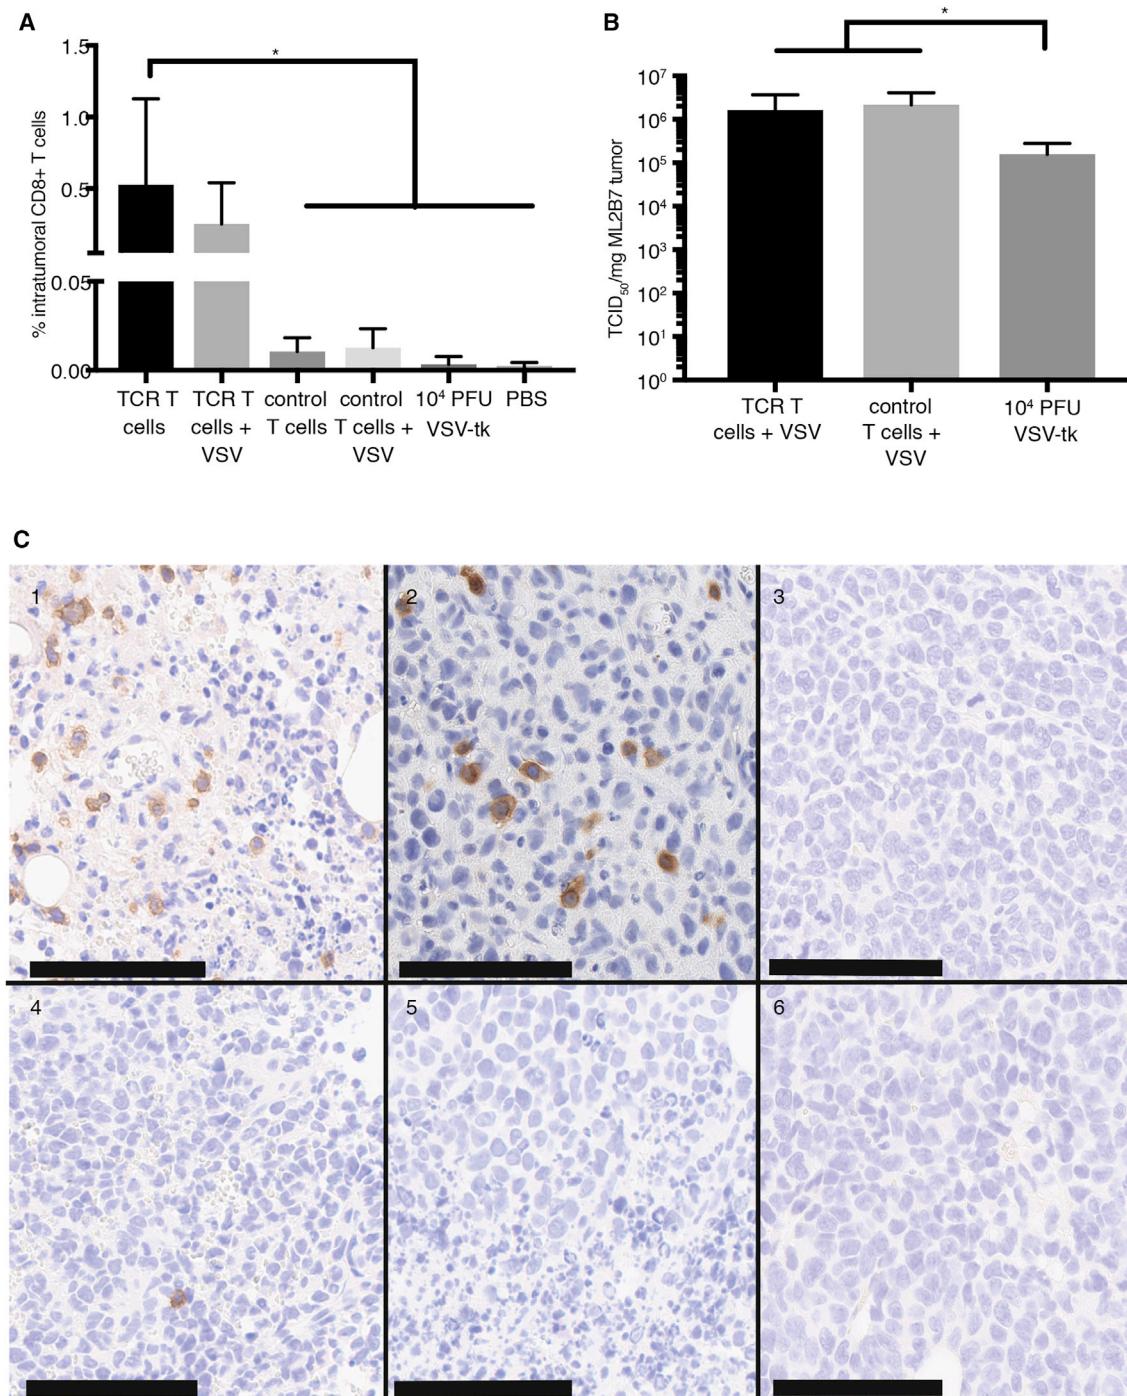 A
% intratumoral CD8+ T cells
1.5
1.0
0.5
0.05
0.00
*
TCR T
cells
TCR T
cells +
VSV
control
T cells
control
T cells +
VSV
10⁴ PFU
VSV-tk
PBS
B
TCID₅₀/mg ML2B7 tumor
10⁷
10⁶
10⁵
10⁴
10³
10²
10¹
10⁰
*
TCR T
cells + VSV
control
T cells +
VSV
10⁴ PFU
VSV-tk
C
1
2
3
4
5
6